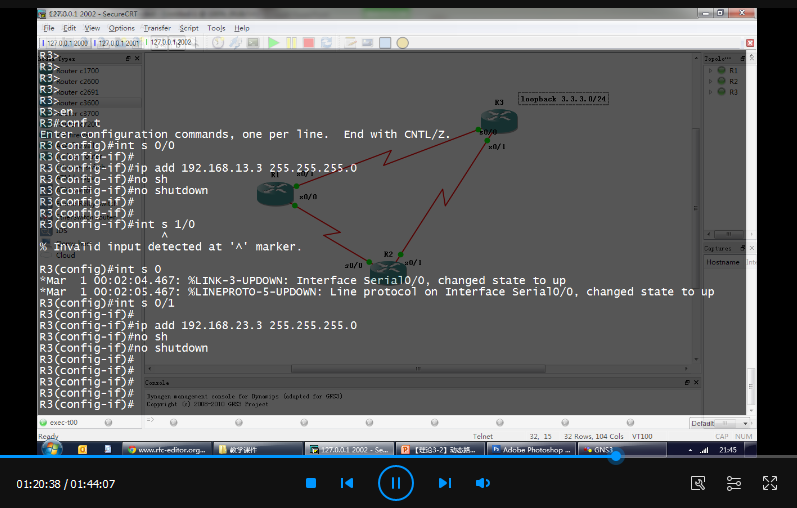 127.0.0.1 2002 - SecureCRT
File Edit View Options Transfer Script Tools Help
127.0.0.1 2000 127.0.0.1 2001 127.0.0.1 2002
R3>
R3>
R3>
R3>
R3>
R3>en
R3#conf t
Enter configuration commands, one per line. End with CNTL/Z.
R3(config)#int s 0/0
R3(config-if)#
R3(config-if)#ip add 192.168.13.3 255.255.255.0
R3(config-if)#no sh
R3(config-if)#no shutdown
R3(config-if)#
R3(config-if)#
R3(config-if)#int s 1/0
^
% Invalid input detected at '^' marker.
R3(config)#int s 0
*Mar 1 00:02:04.467: %LINK-3-UPDOWN: Interface Serial0/0, changed state to up
*Mar 1 00:02:05.467: %LINEPROTO-5-UPDOWN: Line protocol on Interface Serial0/0, changed state to up
R3(config-if)#int s 0/1
R3(config-if)#
R3(config-if)#ip add 192.168.23.3 255.255.255.0
R3(config-if)#no sh
R3(config-if)#no shutdown
R3(config-if)#
R3(config-if)#
R3(config-if)#
R3(config-if)#
R3(config-if)#
Router c1700
Router c2600
Router c2691
Router c3600
Router c3700
Cloud
R3
loopback 3.3.3.0/24
s0/0
s0/1
R1
s0/0
R2
s0/0
s0/1
R1
R2
R3
Captures
Hostname
Console
Dynagen management console for Dynamips (adapted for GNS3)
Copyright (c) 2008-2010 GNS3 Project
exec-t00
Default
Ready
Telnet
32, 15
32 Rows, 104 Cols
VT100
CAP NUM
www.rfc-editor.org...
教学课件
127.0.0.1 2002 - Se...
Adobe Photoshop ...
GNS3
21:45
01:20:38 / 01:44:07